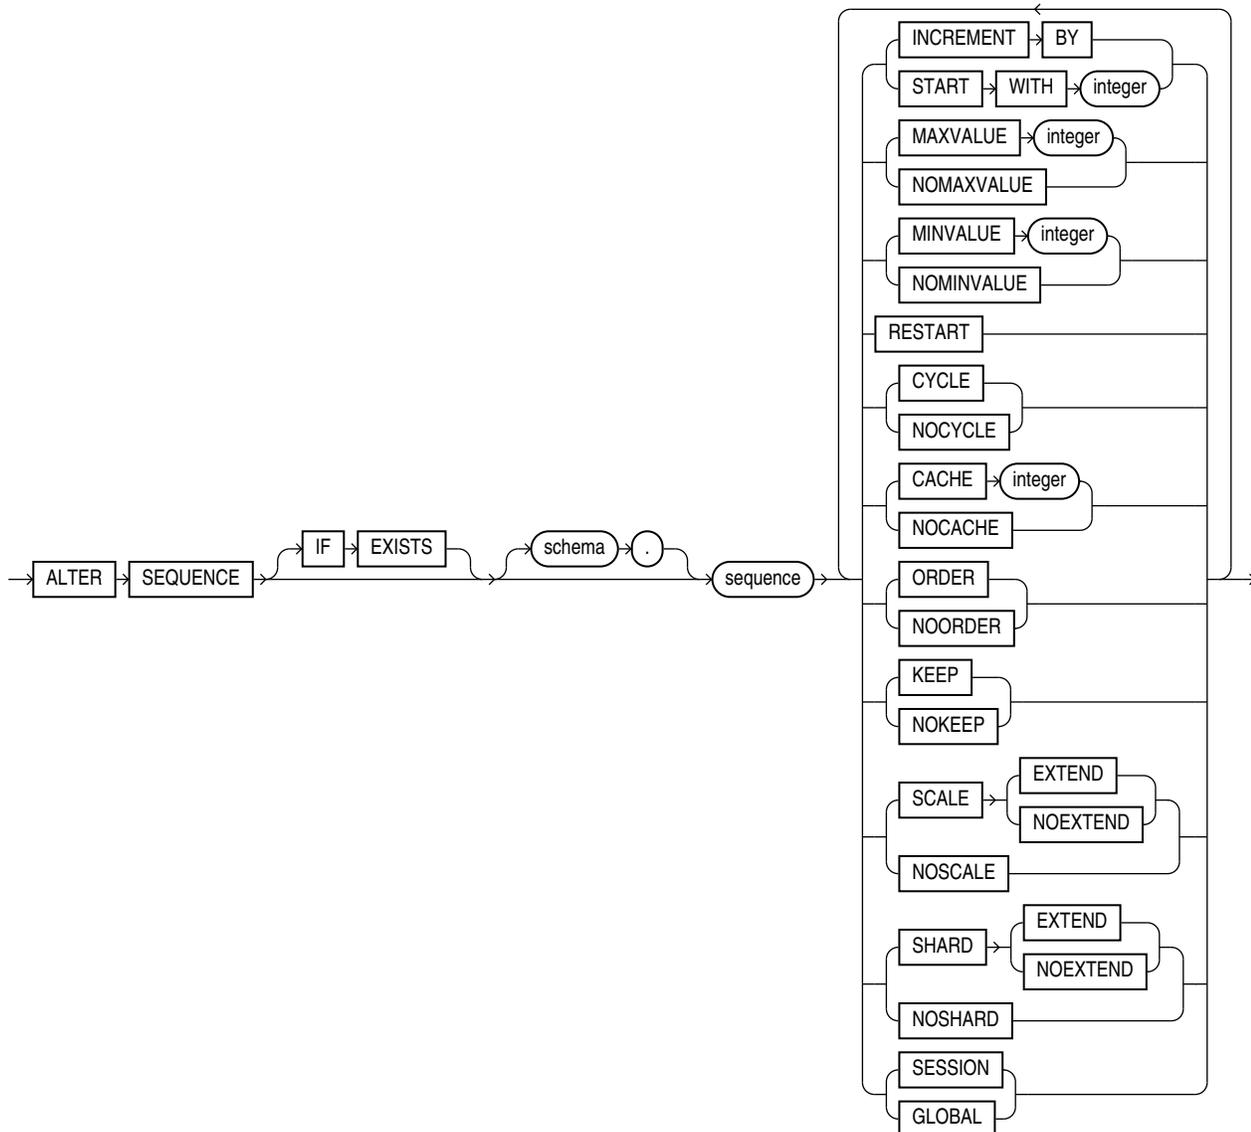 INCREMENT BY
START WITH integer
MAXVALUE integer
NOMAXVALUE
MINVALUE integer
NOMINVALUE
RESTART
CYCLE
NOCYCLE
CACHE integer
NOCACHE
IF EXISTS schema .
ALTER SEQUENCE sequence
ORDER
NOORDER
KEEP
NOKEEP
EXTEND
SCALE
NOEXTEND
NOSCALE
EXTEND
SHARD
NOEXTEND
NOSHARD
SESSION
GLOBAL